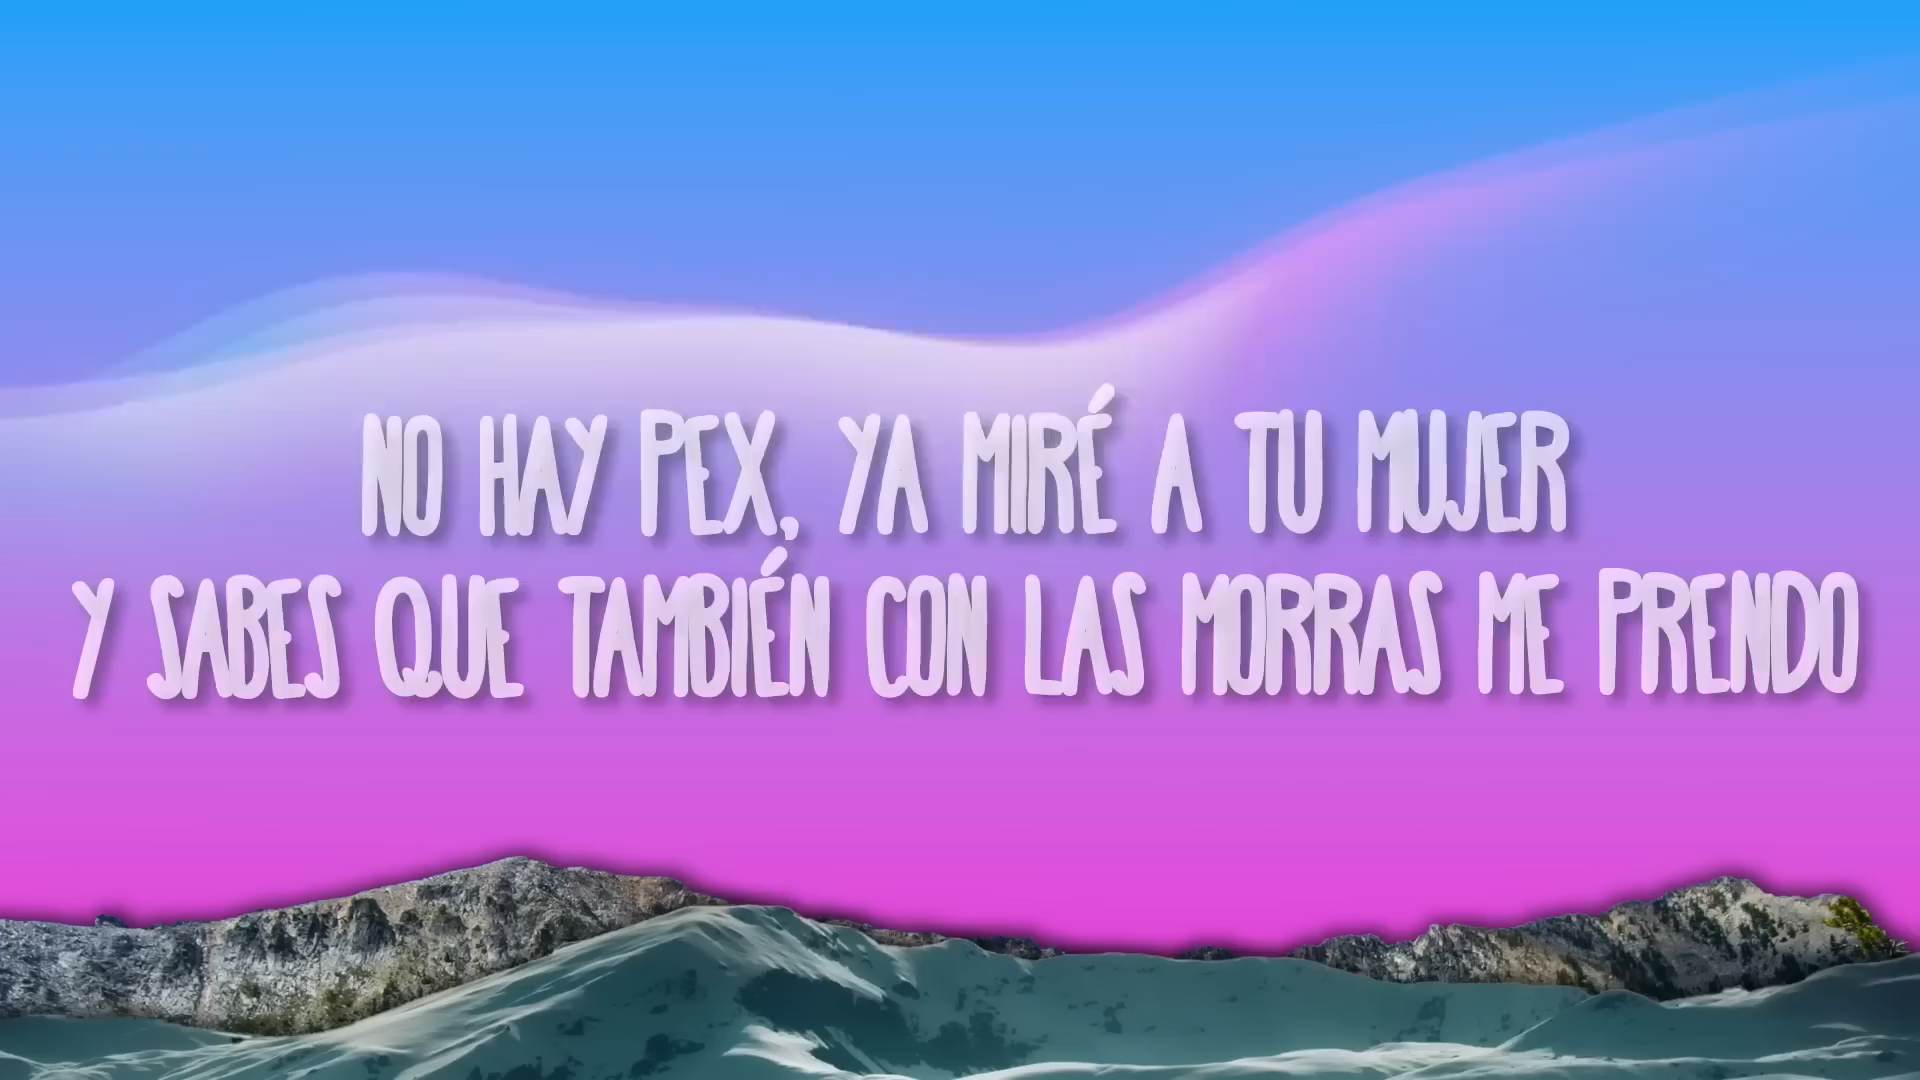 NO HAY PEX, YA MIRÉ A TU MUJER
Y SABES QUE TAMBIÉN CON LAS MORRAS ME PRENDO